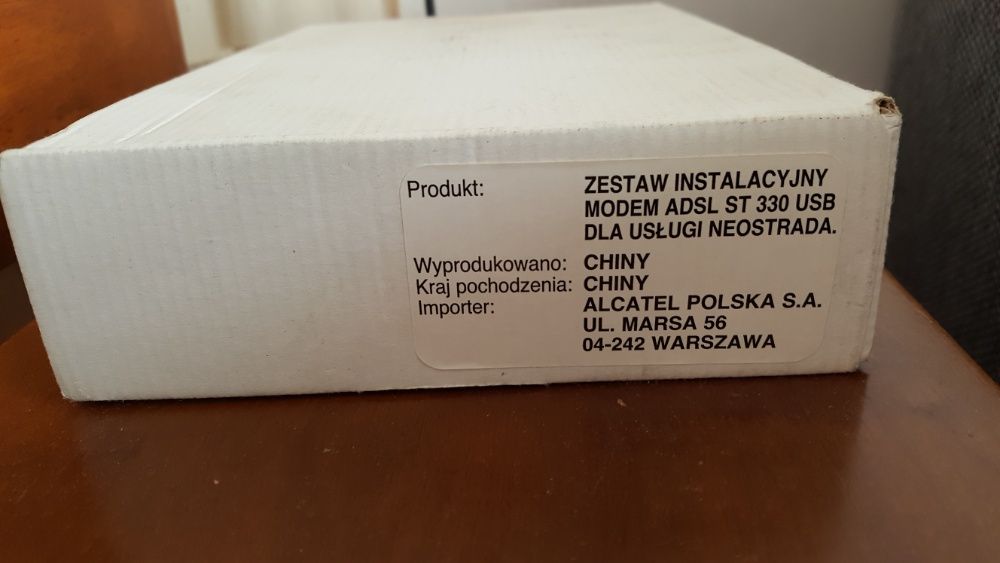 Produkt: ZESTAW INSTALACYJNY
MODEM ADSL ST 330 USB
DLA USŁUGI NEOSTRADA.
Wyprodukowano: CHINY
Kraj pochodzenia: CHINY
Importer: ALCATEL POLSKA S.A.
UL. MARSA 56
04-242 WARSZAWA